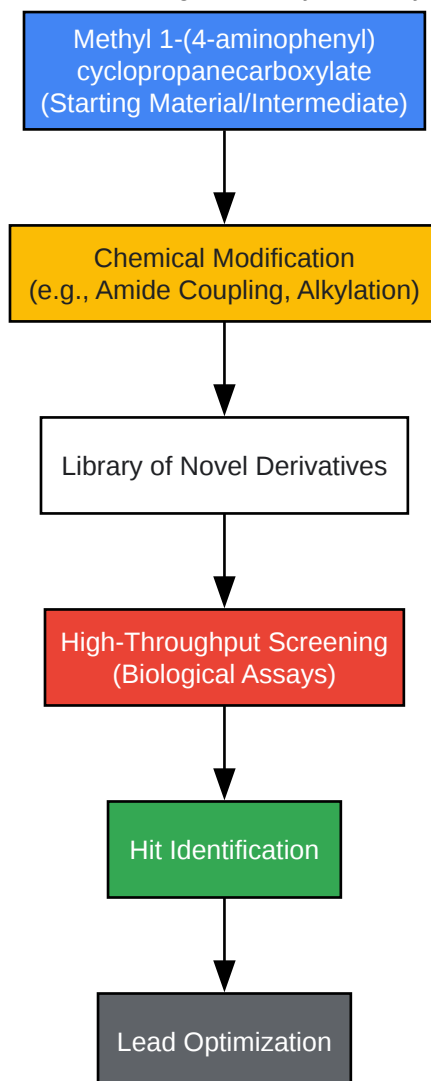 Methyl 1-(4-aminophenyl)
cyclopropanecarboxylate
(Starting Material/Intermediate)
Chemical Modification
(e.g., Amide Coupling, Alkylation)
Library of Novel Derivatives
High-Throughput Screening
(Biological Assays)
Hit Identification
Lead Optimization